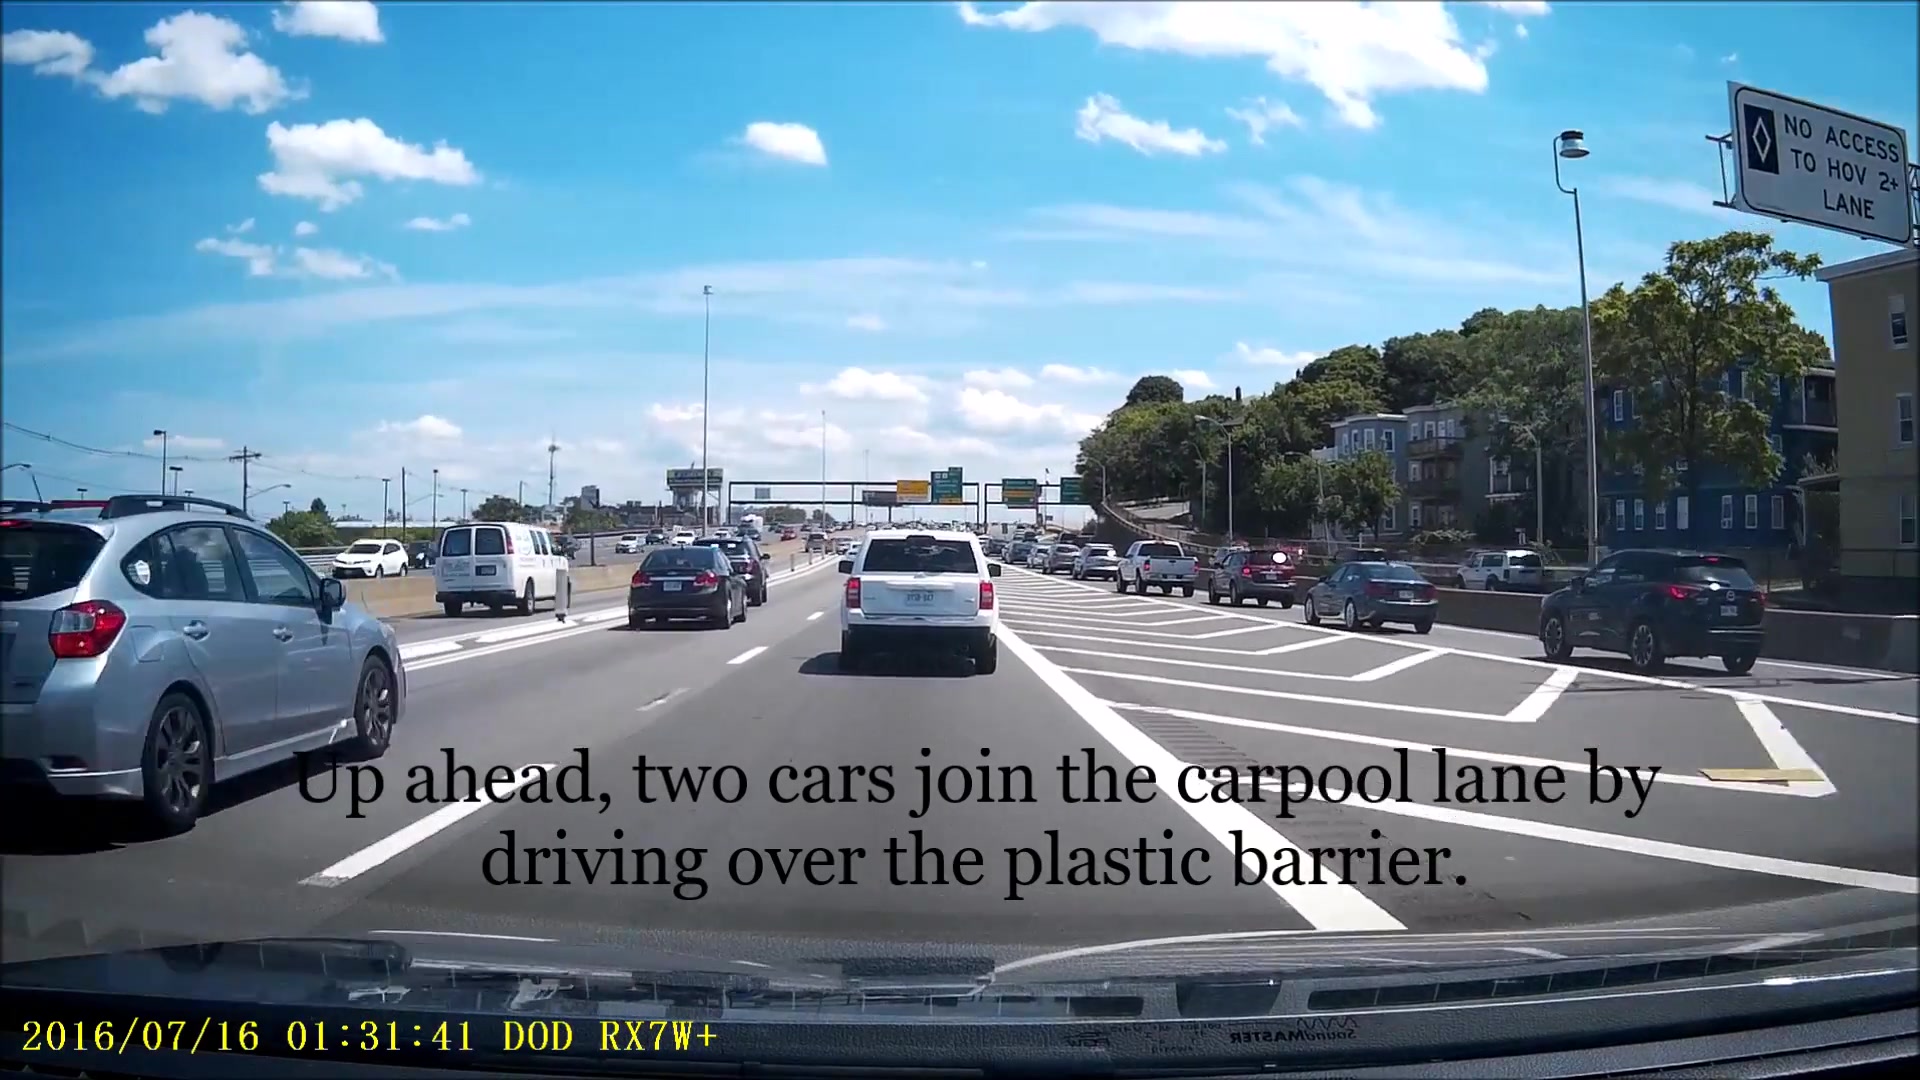 NO ACCESS
TO HOV 2+
LANE
Up ahead, two cars join the carpool lane by
driving over the plastic barrier.
SoundMASTER
2016/07/16 01:31:41 DOD RX7W+